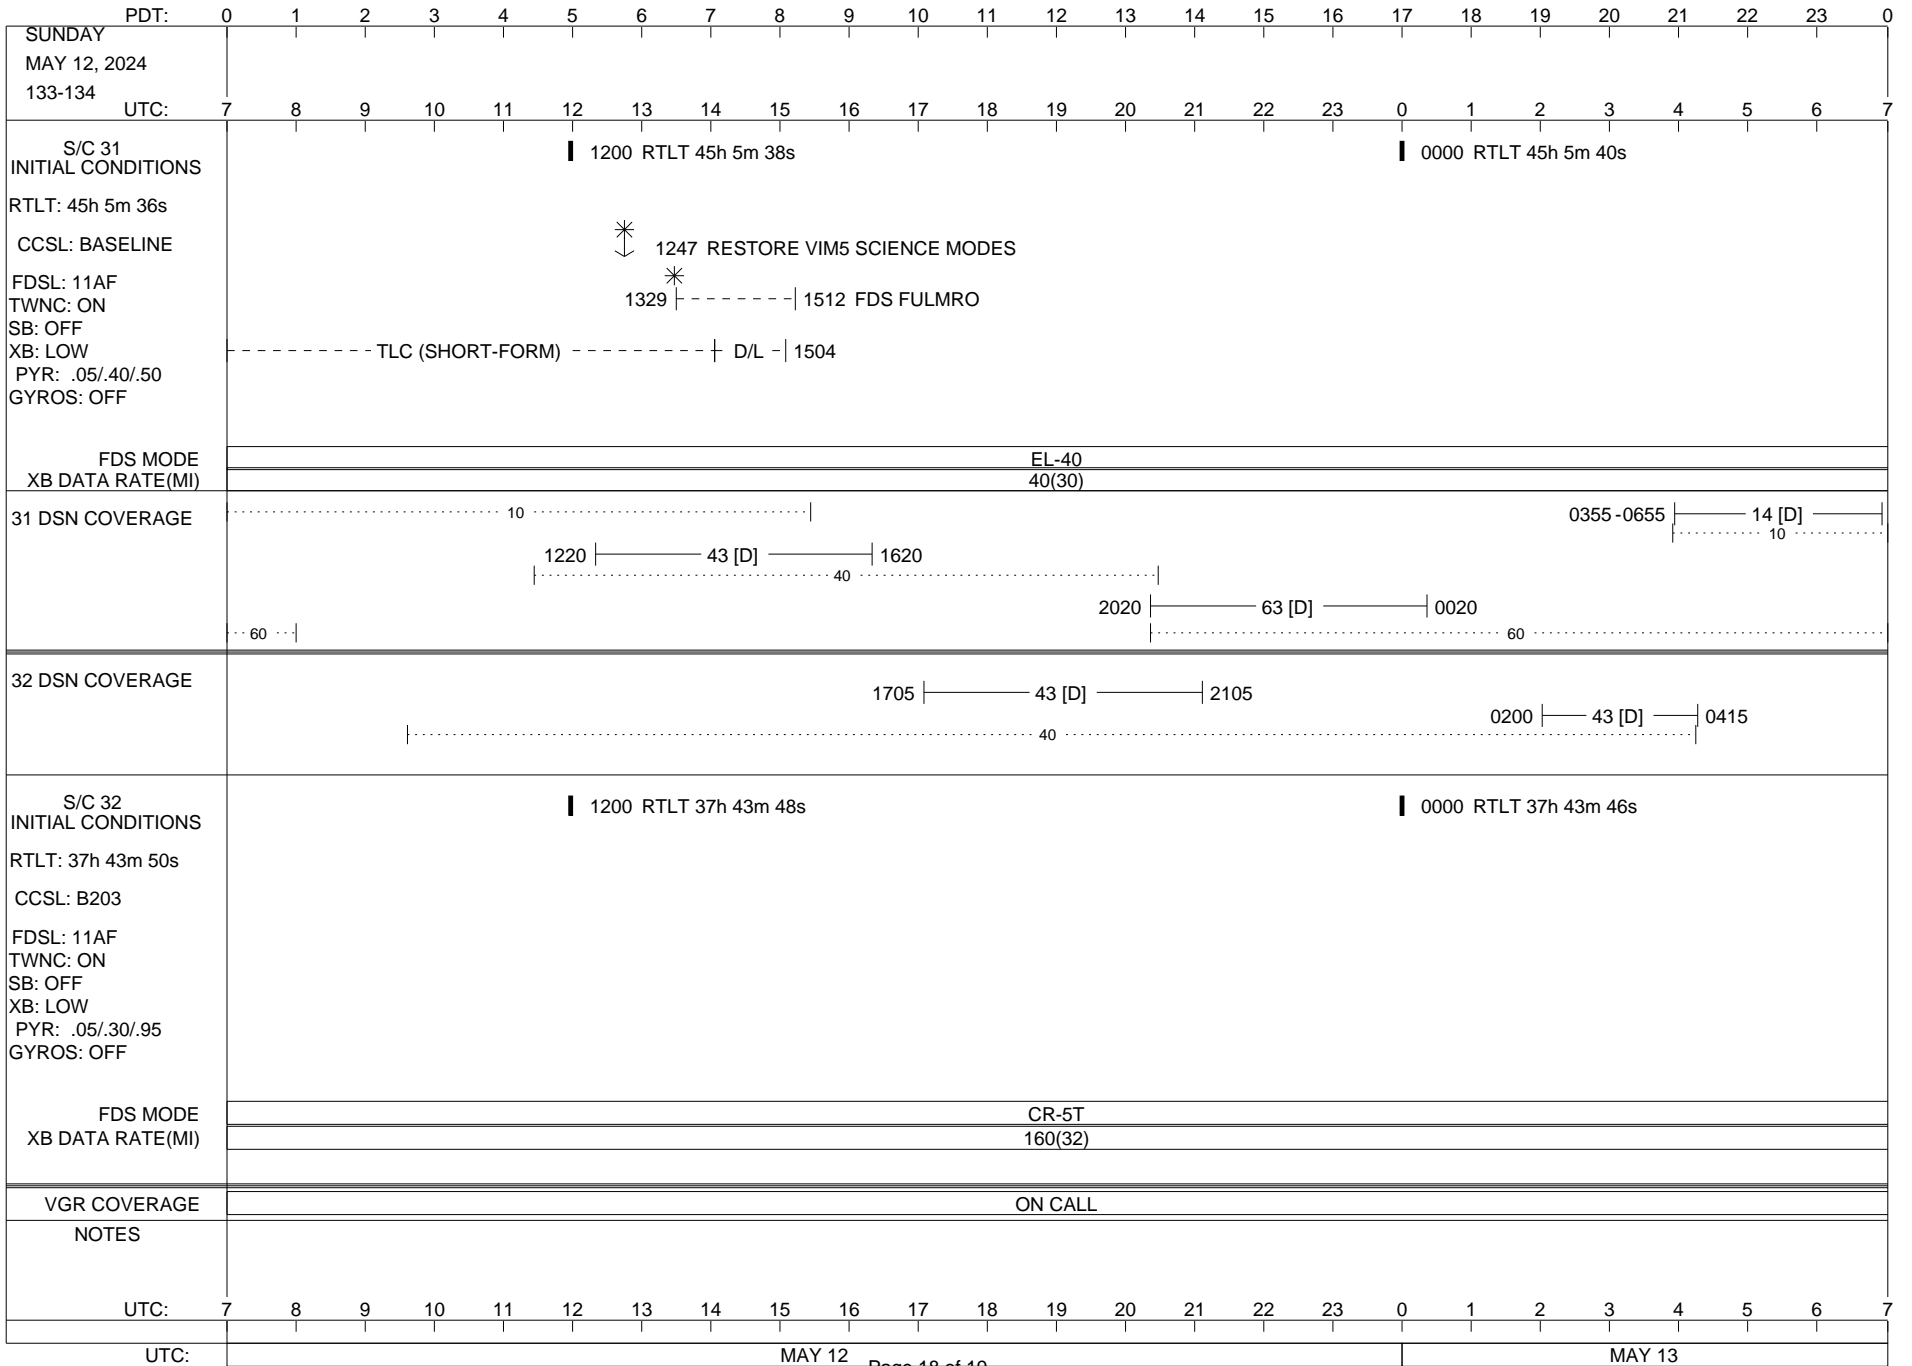 PDT: 0 1 2 3 4 5 6 7 8 9 10 11 12 13 14 15 16 17 18 19 20 21 22 23 0
SUNDAY
MAY 12, 2024
133-134
UTC: 7 8 9 10 11 12 13 14 15 16 17 18 19 20 21 22 23 0 1 2 3 4 5 6 7
S/C 31
INITIAL CONDITIONS
1200 RTLT 45h 5m 38s
0000 RTLT 45h 5m 40s
RTLT: 45h 5m 36s
CCSL: BASELINE
1247 RESTORE VIM5 SCIENCE MODES
FDSL: 11AF
TWNC: ON
1329 1512 FDS FULMRO
SB: OFF
XB: LOW
TLC (SHORT-FORM) D/L 1504
PYR: .05/.40/.50
GYROS: OFF
FDS MODE EL-40
XB DATA RATE(MI) 40(30)
31 DSN COVERAGE
10
0355-0655 14 [D]
10
1220 43 [D] 1620
40
2020 63 [D] 0020
60 60
32 DSN COVERAGE
1705 43 [D] 2105
0200 43 [D] 0415
40
S/C 32
INITIAL CONDITIONS
1200 RTLT 37h 43m 48s
0000 RTLT 37h 43m 46s
RTLT: 37h 43m 50s
CCSL: B203
FDSL: 11AF
TWNC: ON
SB: OFF
XB: LOW
PYR: .05/.30/.95
GYROS: OFF
FDS MODE CR-5T
XB DATA RATE(MI) 160(32)
VGR COVERAGE ON CALL
NOTES
UTC: 7 8 9 10 11 12 13 14 15 16 17 18 19 20 21 22 23 0 1 2 3 4 5 6 7
UTC: MAY 12 MAY 13
Page 18 of 19